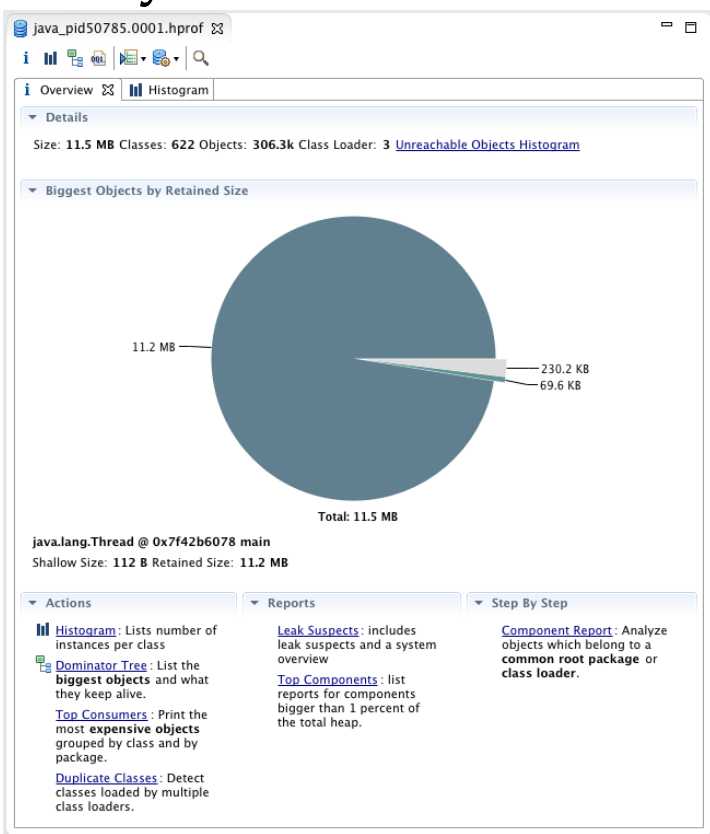 java_pid50785.0001.hprof
i OQL
i Overview Histogram
Details
Size: 11.5 MB Classes: 622 Objects: 306.3k Class Loader: 3 Unreachable Objects Histogram
Biggest Objects by Retained Size
11.2 MB
230.2 KB
69.6 KB
Total: 11.5 MB
java.lang.Thread @ 0x7f42b6078 main
Shallow Size: 112 B Retained Size: 11.2 MB
Actions
Histogram: Lists number of
instances per class
Dominator Tree: List the
biggest objects and what
they keep alive.
Top Consumers: Print the
most expensive objects
grouped by class and by
package.
Duplicate Classes: Detect
classes loaded by multiple
class loaders.
Reports
Leak Suspects: includes
leak suspects and a system
overview
Top Components: list
reports for components
bigger than 1 percent of
the total heap.
Step By Step
Component Report: Analyze
objects which belong to a
common root package or
class loader.